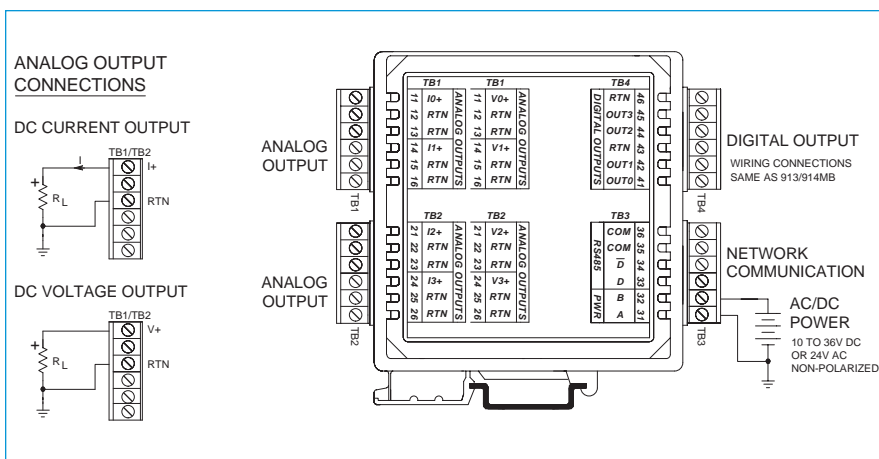 ANALOG OUTPUT
CONNECTIONS
DC CURRENT OUTPUT
TB1/TB2
I
I+
+
RL
RTN
DC VOLTAGE OUTPUT
TB1/TB2
V+
+
RL
RTN
ANALOG
OUTPUT
TB1
ANALOG
OUTPUT
TB2
TB1
11 I0+
12 RTN
13 RTN
14 I1+
15 RTN
16 RTN
ANALOG OUTPUTS
TB1
11 V0+
12 RTN
13 RTN
14 V1+
15 RTN
16 RTN
ANALOG OUTPUTS
TB4
DIGITAL OUTPUTS
RTN 46
OUT3 45
OUT2 44
RTN 43
OUT1 42
OUT0 41
TB2
21 I2+
22 RTN
23 RTN
24 I3+
25 RTN
26 RTN
ANALOG OUTPUTS
TB2
21 V2+
22 RTN
23 RTN
24 V3+
25 RTN
26 RTN
ANALOG OUTPUTS
TB3
RS485
PWR
COM 36
COM 35
D̅ 34
D 33
B 32
A 31
TB4
DIGITAL OUTPUT
WIRING CONNECTIONS
SAME AS 913/914MB
TB3
NETWORK
COMMUNICATION
AC/DC
POWER
10 TO 36V DC
OR 24V AC
NON-POLARIZED